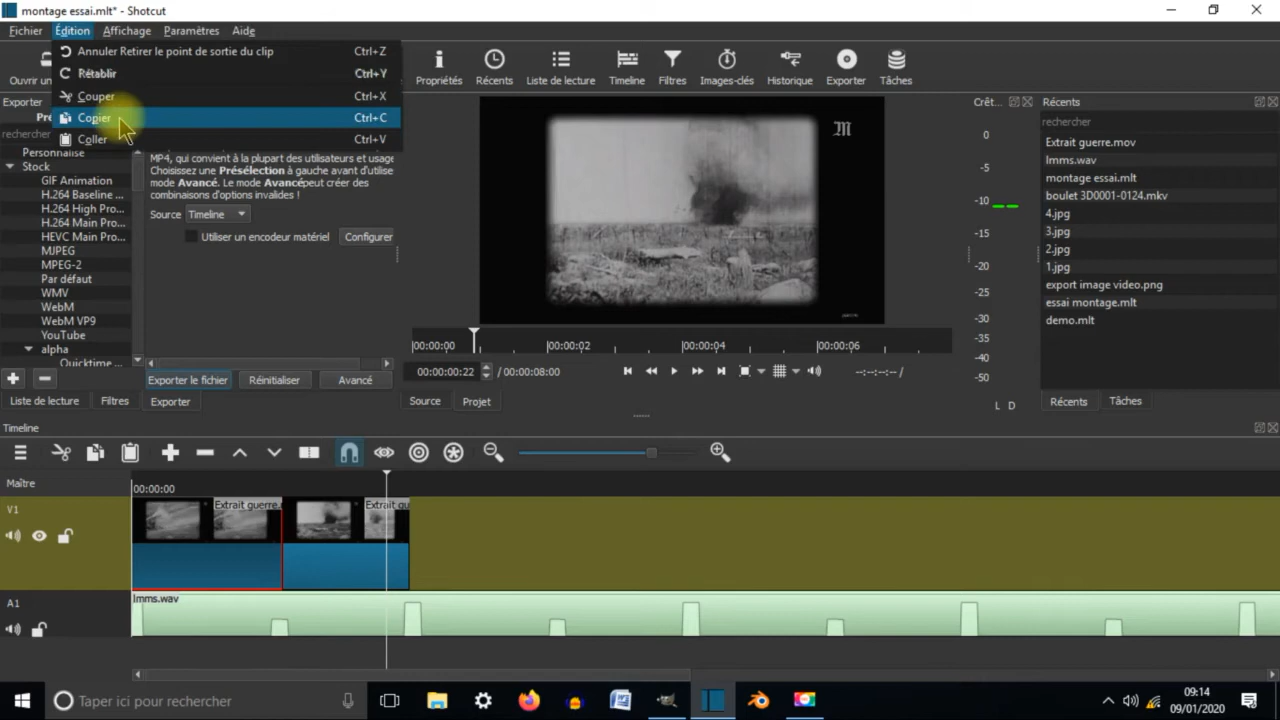 montage essai.mlt* - Shotcut
Fichier Édition Affichage Paramètres Aide
Annuler Retirer le point de sortie du clip Ctrl+Z
Rétablir Ctrl+Y
Couper Ctrl+X
Copier Ctrl+C
Coller Ctrl+V
Ouvrir un
Propriétés Récents Liste de lecture Timeline Filtres Images-clés Historique Exporter Tâches
Exporter
rechercher
Personnalisé
Stock
GIF Animation
H.264 Baseline ...
H.264 High Pro...
H.264 Main Pro...
HEVC Main Pro...
MJPEG
MPEG-2
Par défaut
WMV
WebM
WebM VP9
YouTube
alpha
Quicktime
MP4, qui convient à la plupart des utilisateurs et usage
Choisissez une Présélection à gauche avant d'utilise
mode Avancé. Le mode Avancépeut créer des
combinaisons d'options invalides !
Source Timeline
Utiliser un encodeur matériel Configurer
Exporter le fichier Réinitialiser Avancé
Liste de lecture Filtres Exporter
M
00:00:00 00:00:02 00:00:04 00:00:06
00:00:00:22 / 00:00:08:00 --:--:--:-- /
Source Projet
Crêt...
0
-5
-10
-15
-20
-25
-30
-35
-40
-50
L D
Récents
rechercher
Extrait guerre.mov
lmms.wav
montage essai.mlt
boulet 3D0001-0124.mkv
4.jpg
3.jpg
2.jpg
1.jpg
export image video.png
essai montage.mlt
demo.mlt
Récents Tâches
Timeline
Maître 00:00:00
V1 Extrait guerre. Extrait gu
A1 lmms.wav
Taper ici pour rechercher
09:14
09/01/2020